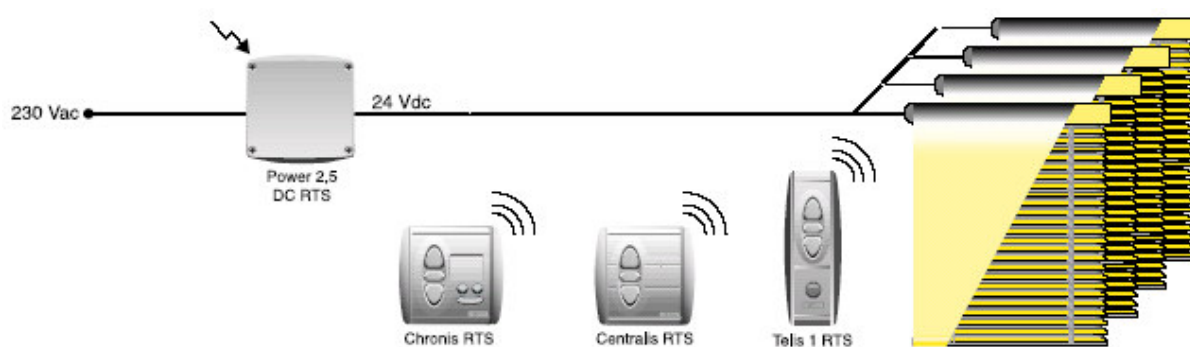 230 Vac
24 Vdc
Power 2,5
DC RTS
Chronis RTS
Centralis RTS
Telis 1 RTS